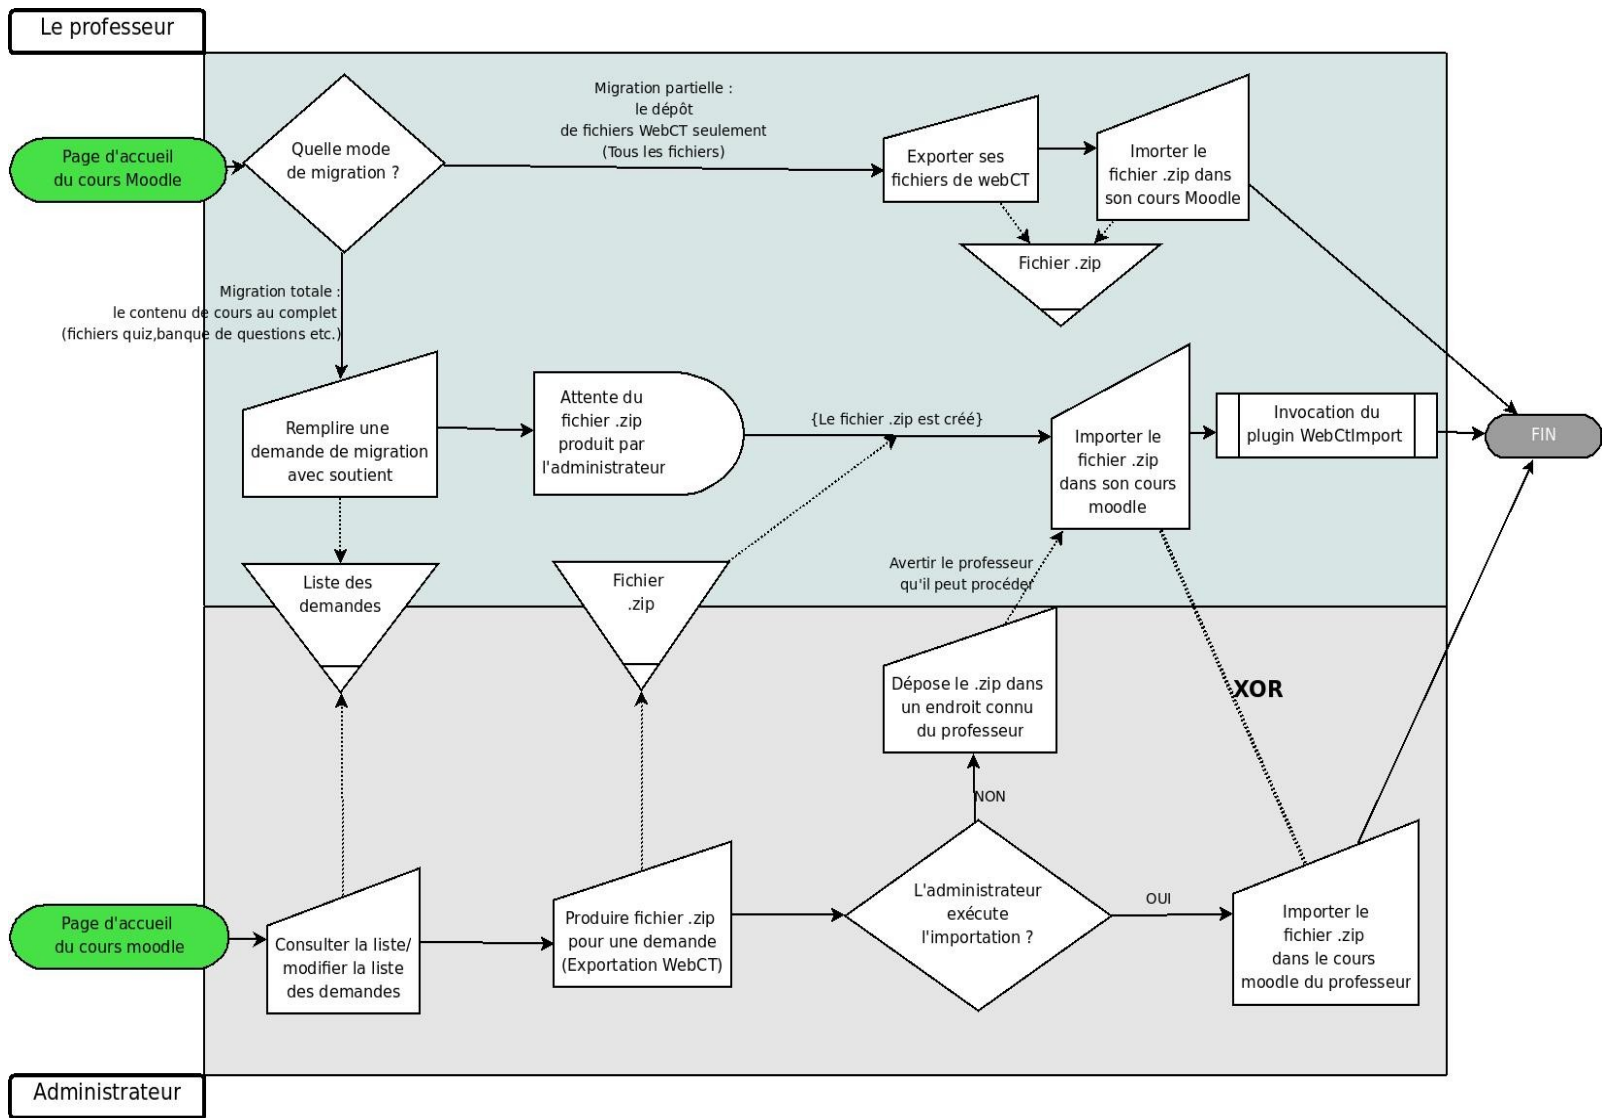 Le professeur
Page d'accueil
du cours Moodle
Quelle mode
de migration ?
Migration partielle :
le dépôt
de fichiers WebCT seulement
(Tous les fichiers)
Exporter ses
fichiers de webCT
Imorter le
fichier .zip dans
son cours Moodle
Fichier .zip
Migration totale :
le contenu de cours au complet
(fichiers quiz,banque de questions etc.)
Remplire une
demande de migration
avec soutient
Attente du
fichier .zip
produit par
l'administrateur
{Le fichier .zip est créé}
Importer le
fichier .zip
dans son cours
moodle
Invocation du
plugin WebCtImport
FIN
Liste des
demandes
Fichier
.zip
Avertir le professeur
qu'il peut procéder
Dépose le .zip dans
un endroit connu
du professeur
XOR
NON
Page d'accueil
du cours moodle
Consulter la liste/
modifier la liste
des demandes
Produire fichier .zip
pour une demande
(Exportation WebCT)
L'administrateur
exécute
l'importation ?
OUI
Importer le
fichier .zip
dans le cours
moodle du professeur
Administrateur